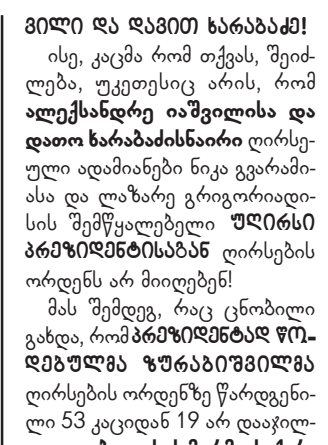 ვილი და დავით ხარაბაძე!
ისე, კაცმა რომ თქვას, შეიძ-
ლება, უკეთესიც არის, რომ
ალექსანდრე იაშვილისა და
დათო ხარაბაძისნაირი ღირსე-
ული ადამიანები ნიკა გვარამი-
ასა და ლაზარე გრიგორიადი-
სის შემწყალებელი უღირსი
პრეზიდენტისაგან ღირსების
ორდენს არ მიიღებენ!
მას შემდეგ, რაც ცნობილი
გახდა, რომ პრეზიდენტად წო-
დებულმა ზურაბიშვილმა
ღირსების ორდენზე წარდგენი-
ლი 53 კაციდან 19 არ დააჯილ-